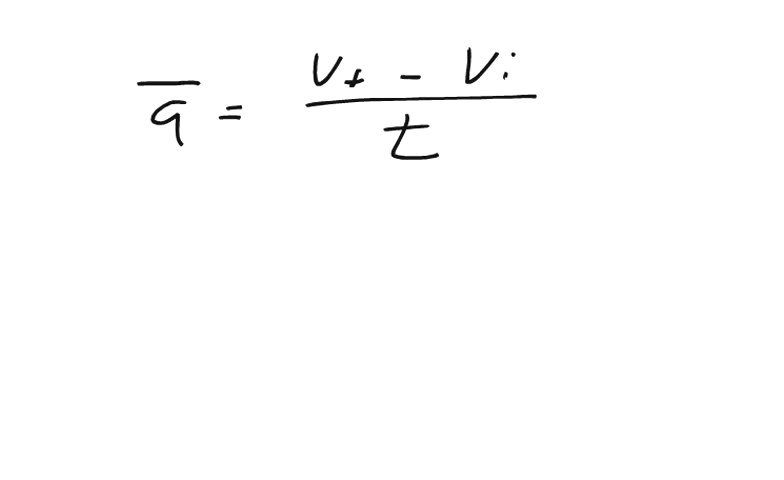 a̅ = (v_f - v_i) / t